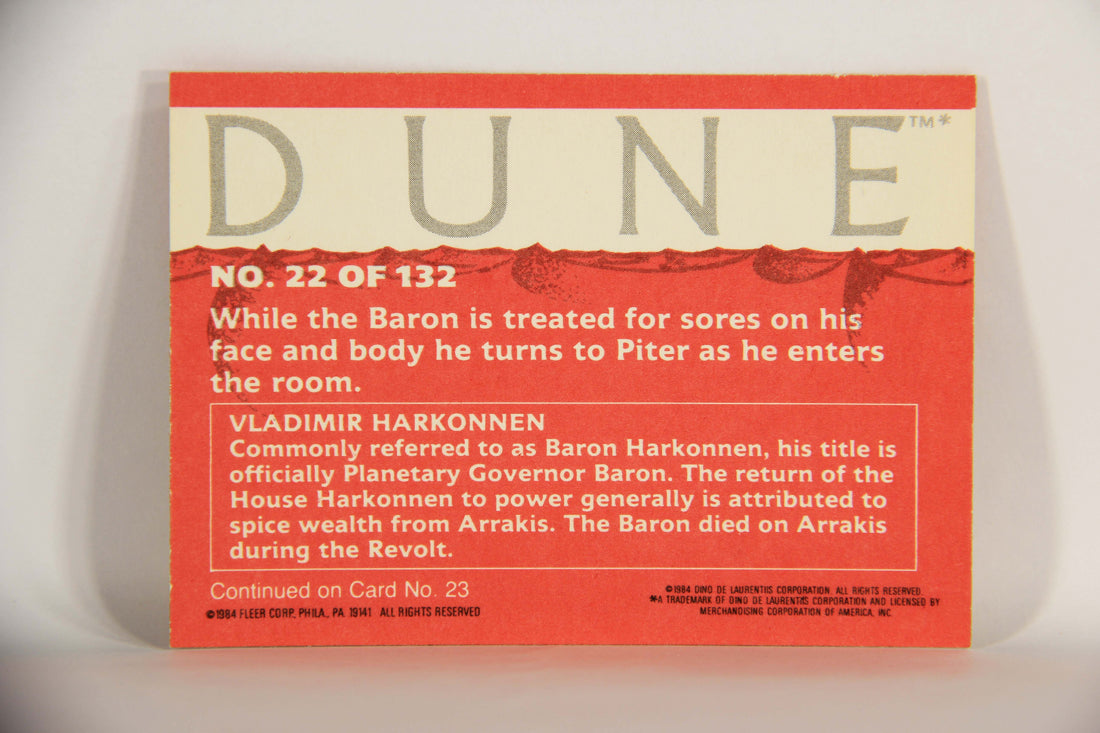 DUNE™*
NO. 22 OF 132
While the Baron is treated for sores on his
face and body he turns to Piter as he enters
the room.
VLADIMIR HARKONNEN
Commonly referred to as Baron Harkonnen, his title is
officially Planetary Governor Baron. The return of the
House Harkonnen to power generally is attributed to
spice wealth from Arrakis. The Baron died on Arrakis
during the Revolt.
Continued on Card No. 23
©1984 FLEER CORP., PHILA., PA. 19141 ALL RIGHTS RESERVED
©1984 DINO DE LAURENTIIS CORPORATION. ALL RIGHTS RESERVED.
*A TRADEMARK OF DINO DE LAURENTIIS CORPORATION AND LICENSED BY
MERCHANDISING CORPORATION OF AMERICA, INC.